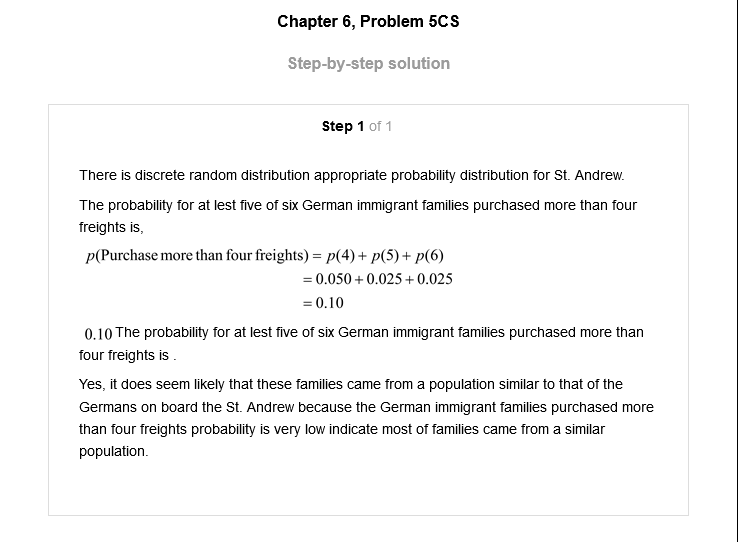 Chapter 6, Problem 5CS
Step-by-step solution
Step 1 of 1
There is discrete random distribution appropriate probability distribution for St. Andrew.
The probability for at lest five of six German immigrant families purchased more than four
freights is,
p(Purchase more than four freights) = p(4) + p(5) + p(6)
= 0.050 + 0.025 + 0.025
= 0.10
0.10 The probability for at lest five of six German immigrant families purchased more than
four freights is .
Yes, it does seem likely that these families came from a population similar to that of the
Germans on board the St. Andrew because the German immigrant families purchased more
than four freights probability is very low indicate most of families came from a similar
population.